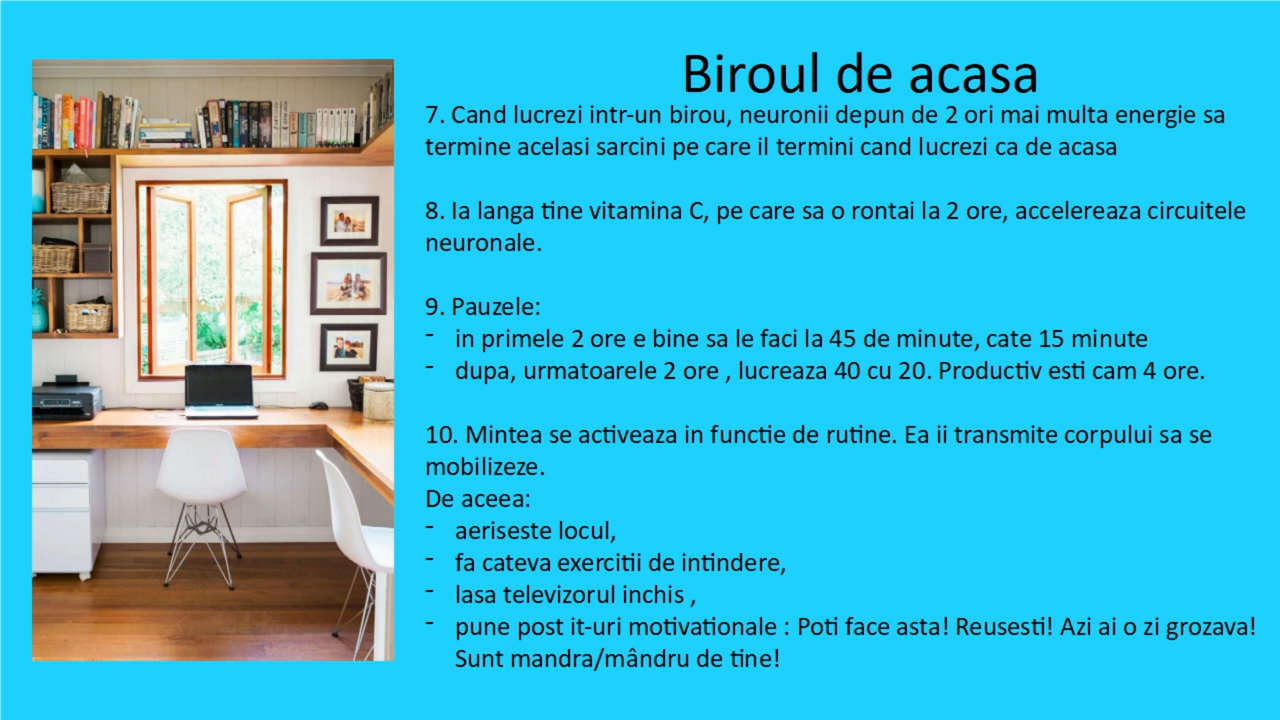 Biroul de acasa
7. Cand lucrezi intr-un birou, neuronii depun de 2 ori mai multa energie sa
termine acelasi sarcini pe care il termini cand lucrezi ca de acasa
8. Ia langa tine vitamina C, pe care sa o rontai la 2 ore, accelereaza circuitele
neuronale.
9. Pauzele:
- in primele 2 ore e bine sa le faci la 45 de minute, cate 15 minute
- dupa, urmatoarele 2 ore , lucreaza 40 cu 20. Productiv esti cam 4 ore.
10. Mintea se activeaza in functie de rutine. Ea ii transmite corpului sa se
mobilizeze.
De aceea:
- aeriseste locul,
- fa cateva exercitii de intindere,
- lasa televizorul inchis ,
- pune post it-uri motivationale : Poti face asta! Reusesti! Azi ai o zi grozava!
Sunt mandra/mândru de tine!